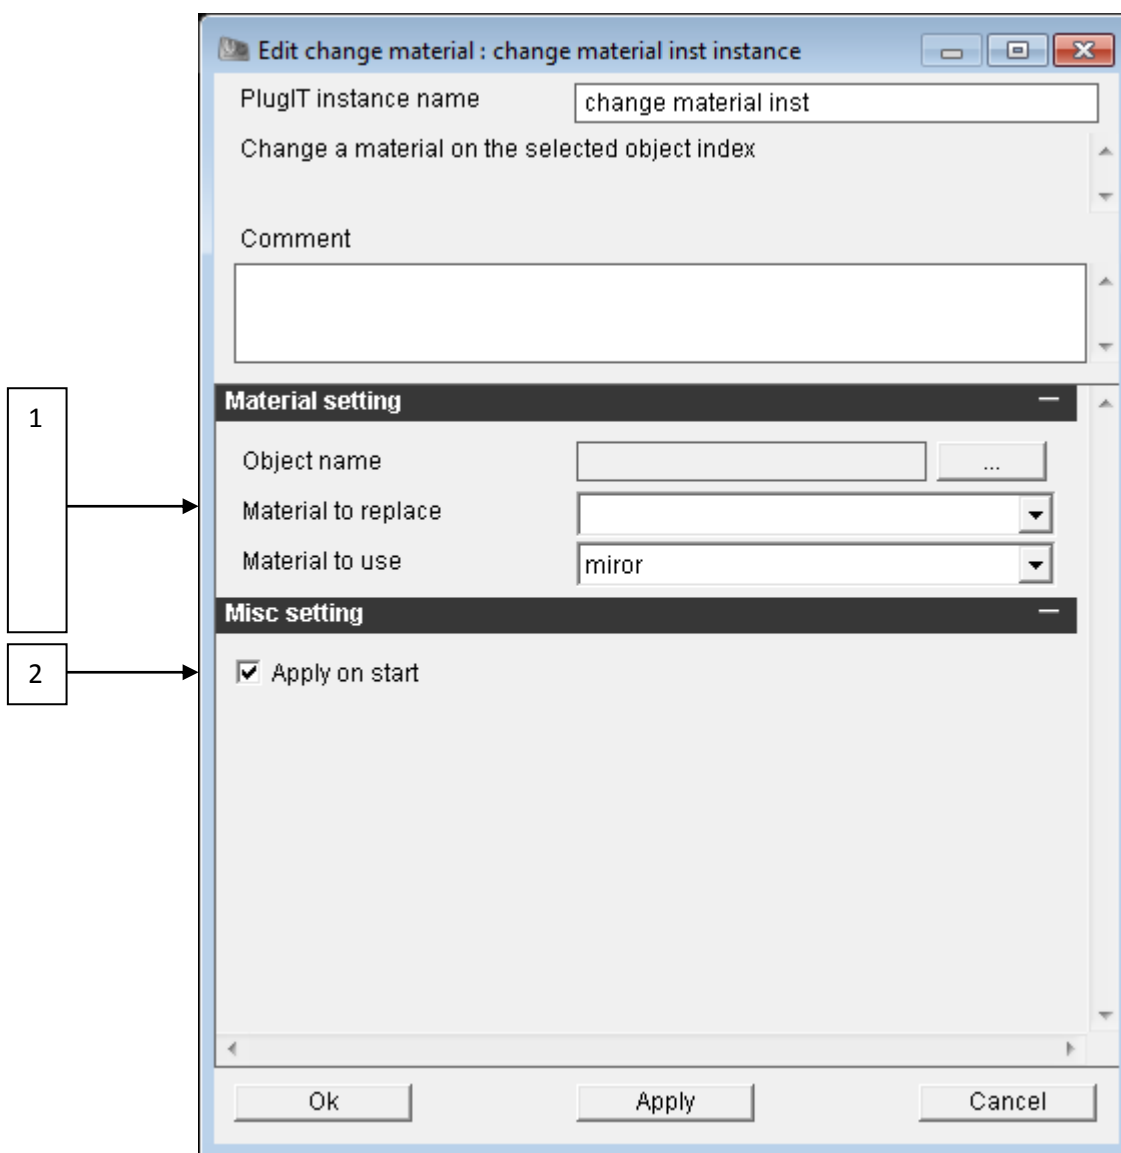 Edit change material : change material inst instance
PlugIT instance name
change material inst
Change a material on the selected object index
Comment
1
Material setting
Object name
...
Material to replace
Material to use
miror
Misc setting
2
Apply on start
Ok
Apply
Cancel